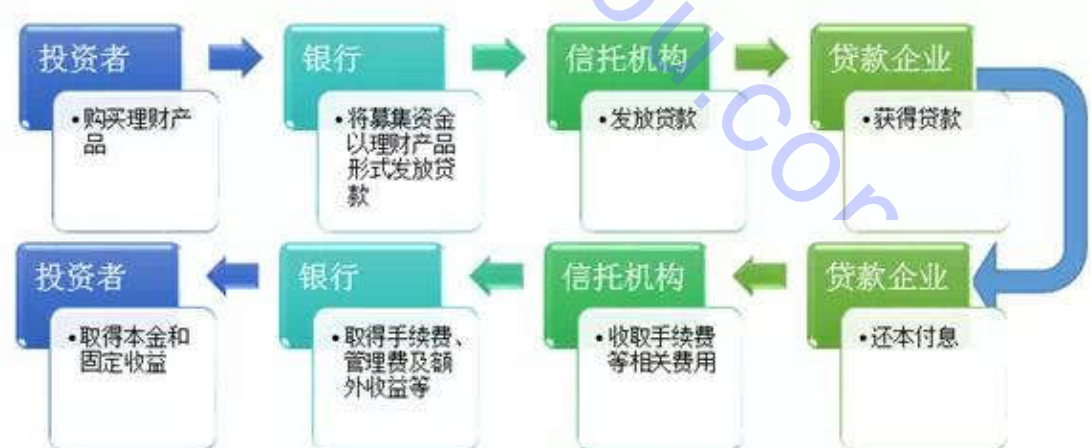 投资者
银行
信托机构
贷款企业
•购买理财产
品
•将募集资金
以理财产品
形式发放贷
款
•发放贷款
•获得贷款
投资者
银行
信托机构
贷款企业
•取得本金和
固定收益
•取得手续费、
管理费及额
外收益等
•收取手续费
等相关费用
•还本付息
ou.com